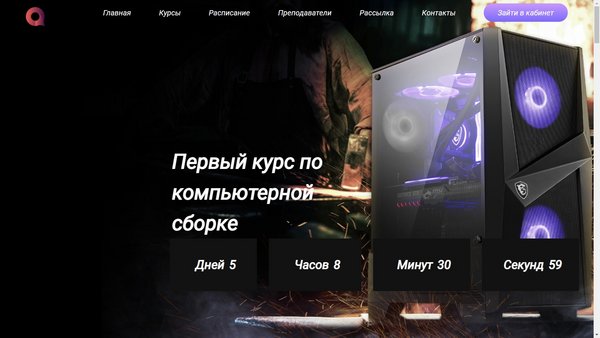 Главная Курсы Расписание Преподаватели Рассылка Контакты Зайти в кабинет
Первый курс по
компьютерной
сборке
Дней 5 Часов 8 Минут 30 Секунд 59